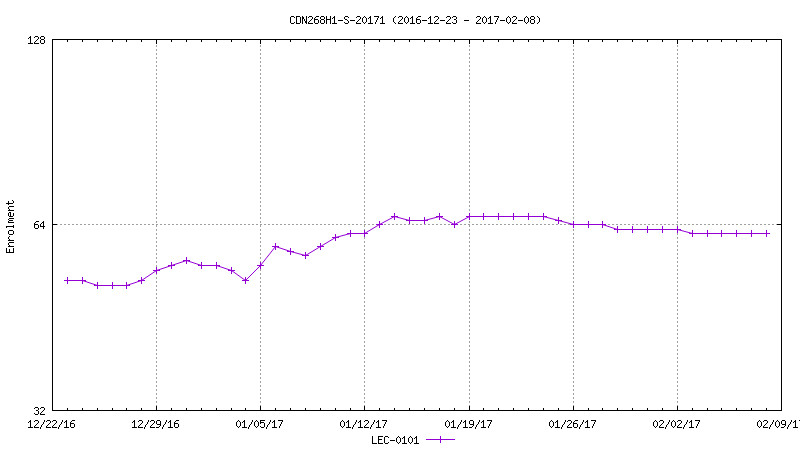 CDN268H1-S-20171 (2016-12-23 - 2017-02-08)
128
64
32
Enrolment
12/22/16 12/29/16 01/05/17 01/12/17 01/19/17 01/26/17 02/02/17 02/09/1
LEC-0101